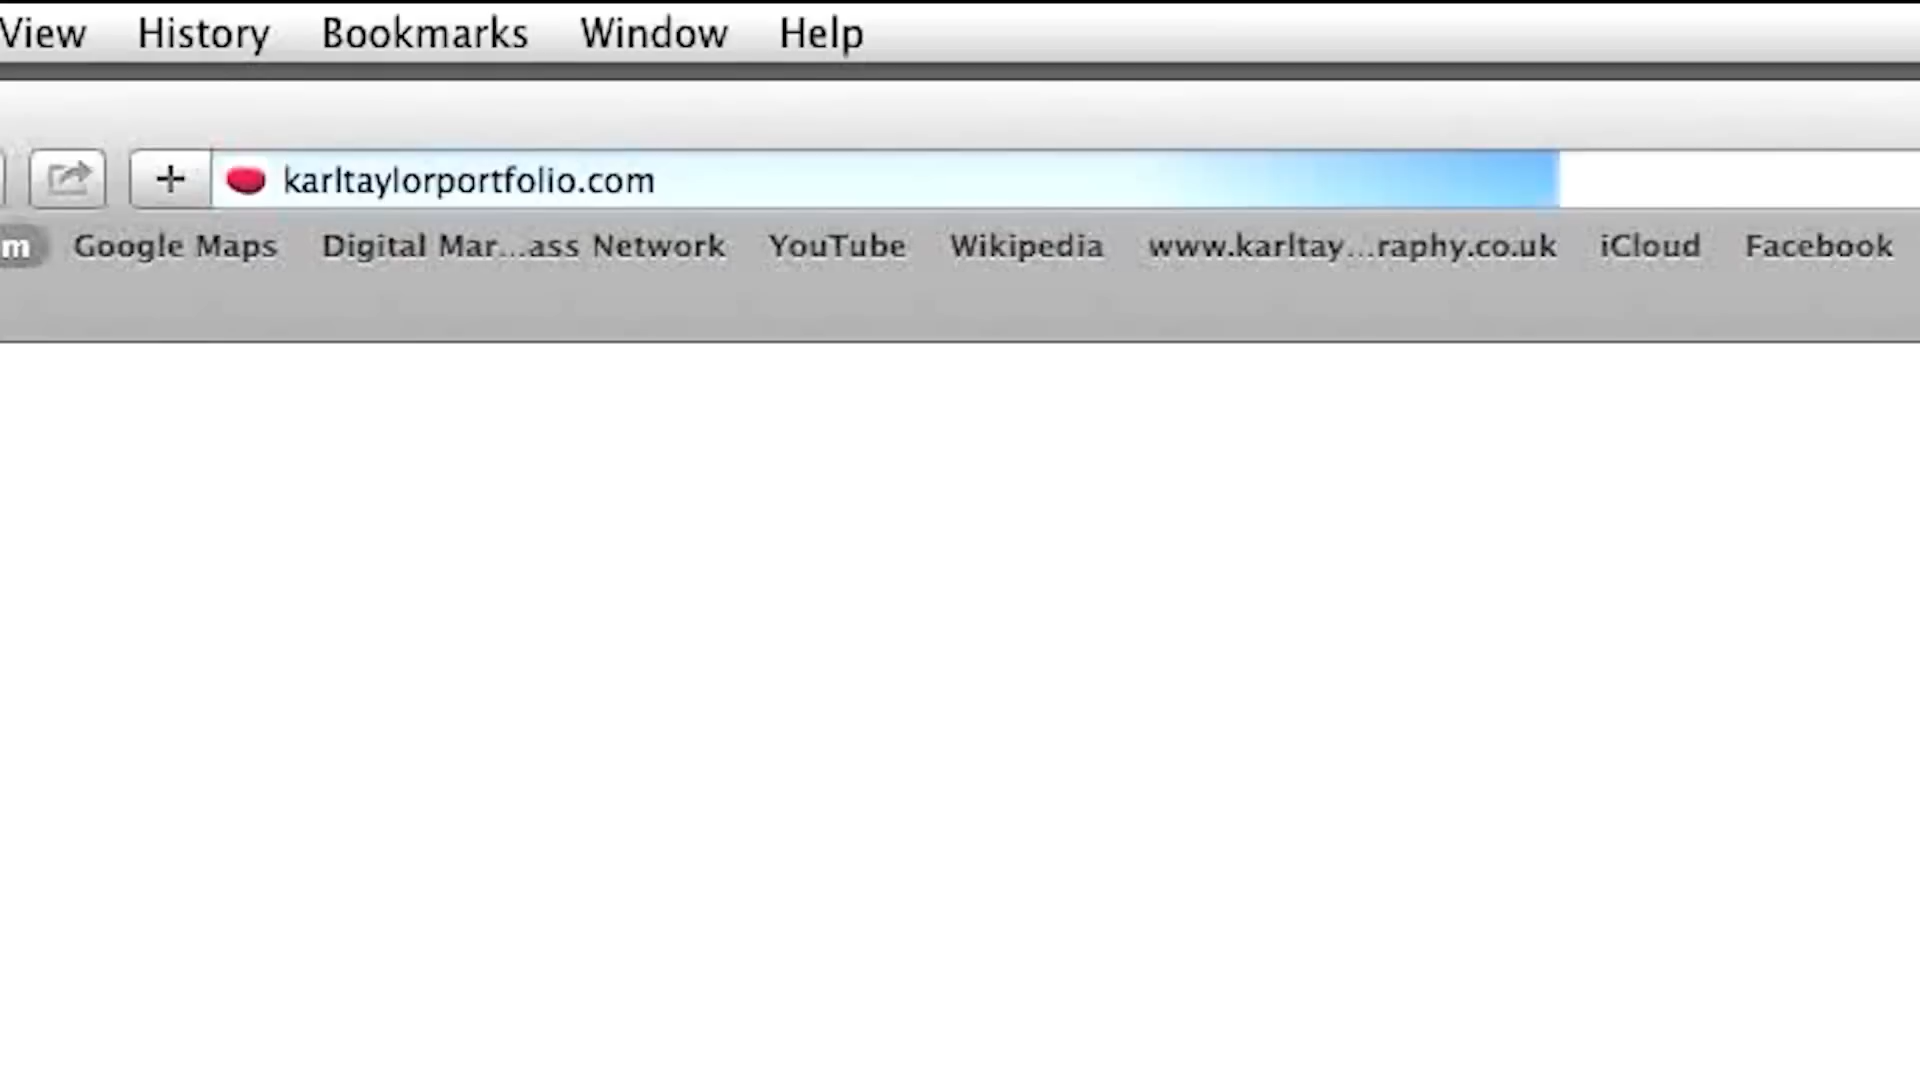 View History Bookmarks Window Help
karltaylorportfolio.com
m Google Maps Digital Mar...ass Network YouTube Wikipedia www.karltay...raphy.co.uk iCloud Facebook